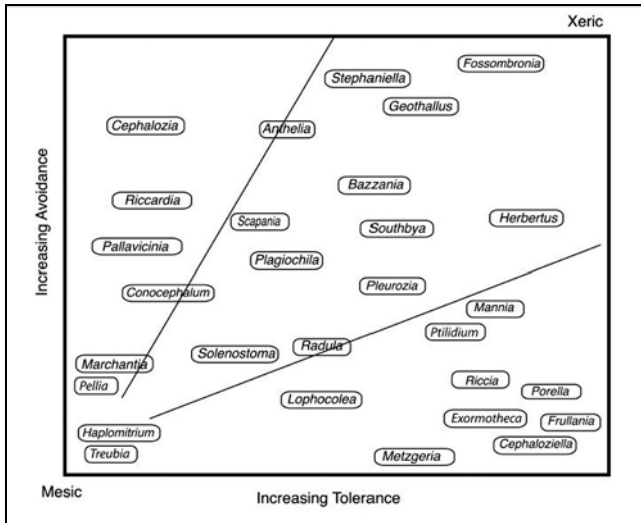 Xeric
Fossombronia
Stephaniella
Geothallus
Cephalozia
Anthelia
Bazzania
Riccardia
Herbertus
Scapania
Southbya
Pallavicinia
Plagiochila
Pleurozia
Conocephalum
Mannia
Ptilidium
Radula
Solenostoma
Marchantia
Pellia
Riccia
Porella
Lophocolea
Exormotheca
Frullania
Haplomitrium
Cephaloziella
Treubia
Metzgeria
Increasing Avoidance
Mesic
Increasing Tolerance